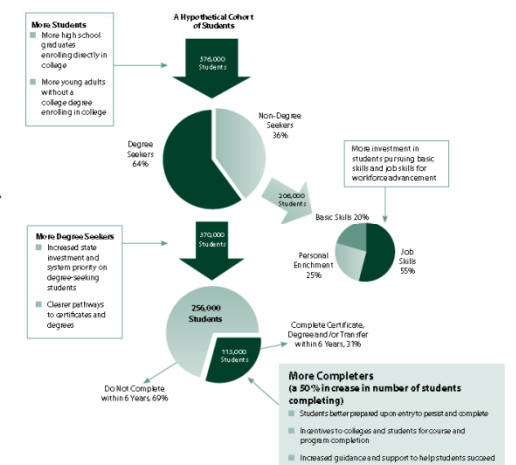 A Hypothetical Cohort
of Students
More Students
More high school
graduates
enrolling directly in
college
More young adults
without a
college degree
enrolling in college
376,000
Students
Non-Degree
Seekers
36%
Degree
Seekers
64%
More investment in
students pursuing basic
skills and job skills for
workforce advancement
206,000
Students
Basic Skills 20%
Job
Skills
55%
Personal
Enrichment
25%
More Degree Seekers
Increased state
investment and
system priority on
degree-seeking
students
Clearer pathways
to certificates and
degrees
370,000
Students
256,000
Students
113,000
Students
Complete Certificate,
Degree and/or Transfer
within 6 Years, 31%
Do Not Complete
within 6 Years, 69%
More Completers
(a 50% increase in number of students
completing)
Students better prepared upon entry to persist and complete
Incentives to colleges and students for course and
program completion
Increased guidance and support to help students succeed